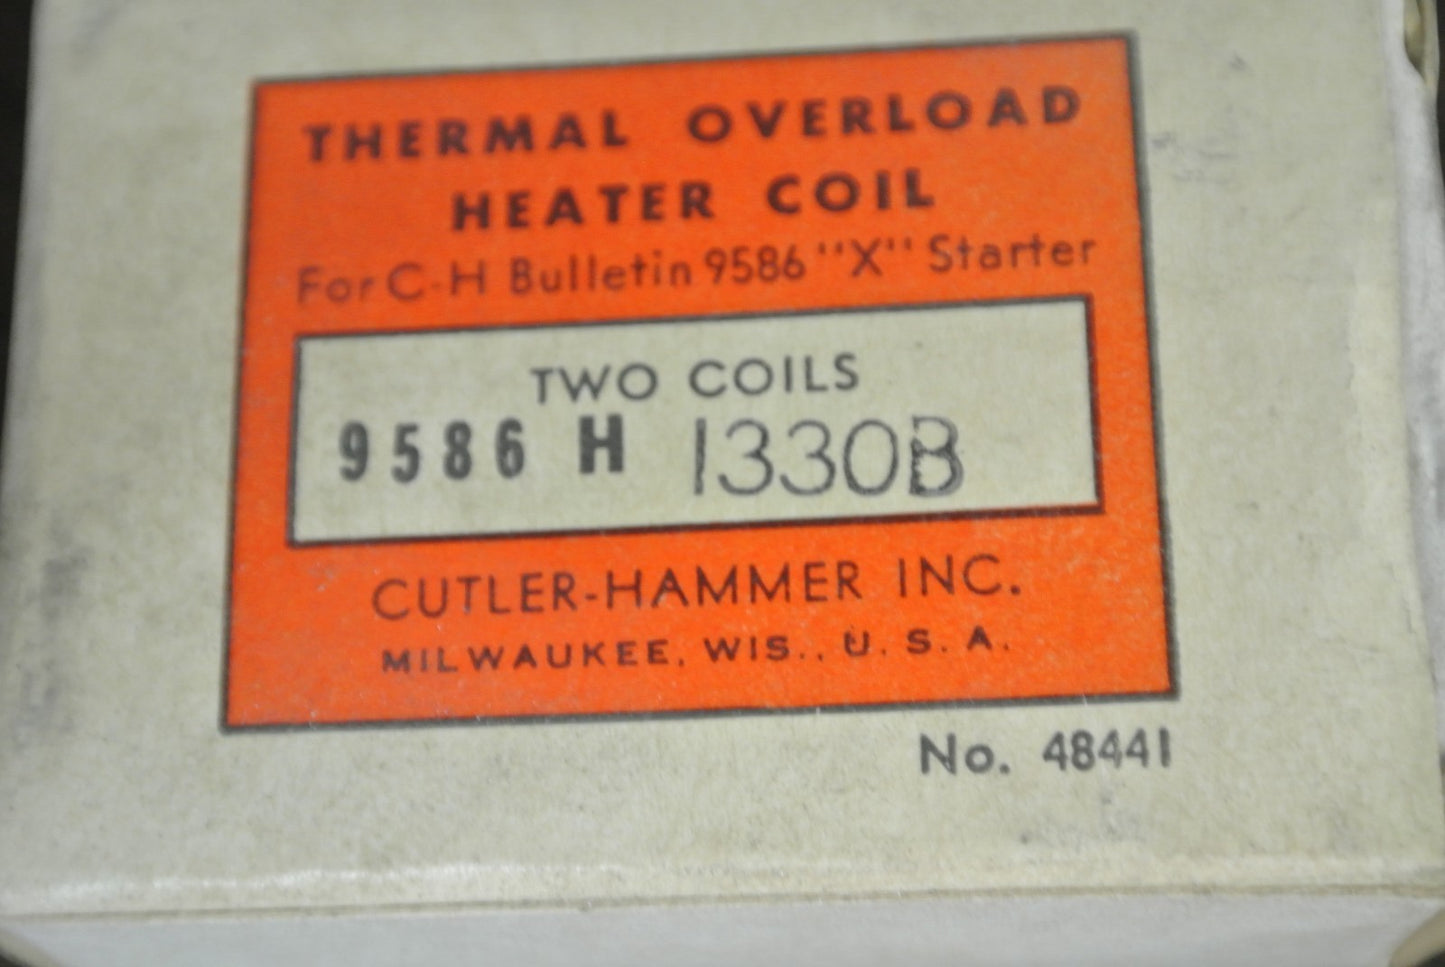 THERMAL OVERLOAD
HEATER COIL
For C-H Bulletin 9586 "X" Starter
TWO COILS
9586 H 1330B
CUTLER-HAMMER INC.
MILWAUKEE, WIS., U. S. A.
No. 48441